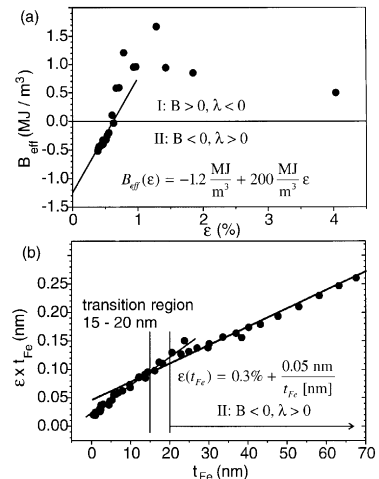 (a)
B_eff (MJ / m³)
1.5
1.0
0.5
0.0
-0.5
-1.0
-1.5
I: B > 0, λ < 0
II: B < 0, λ > 0
B_eff(ε) = −1.2 MJ/m³ + 200 MJ/m³ ε
0 1 2 3 4
ε (%)
(b)
ε x t_Fe
0.25
0.20
0.15
0.10
0.05
0.00
transition region
15 - 20 nm
ε(t_Fe) = 0.3% + 0.05 nm / t_Fe [nm]
II: B < 0, λ > 0
0 10 20 30 40 50 60 70
t_Fe (nm)